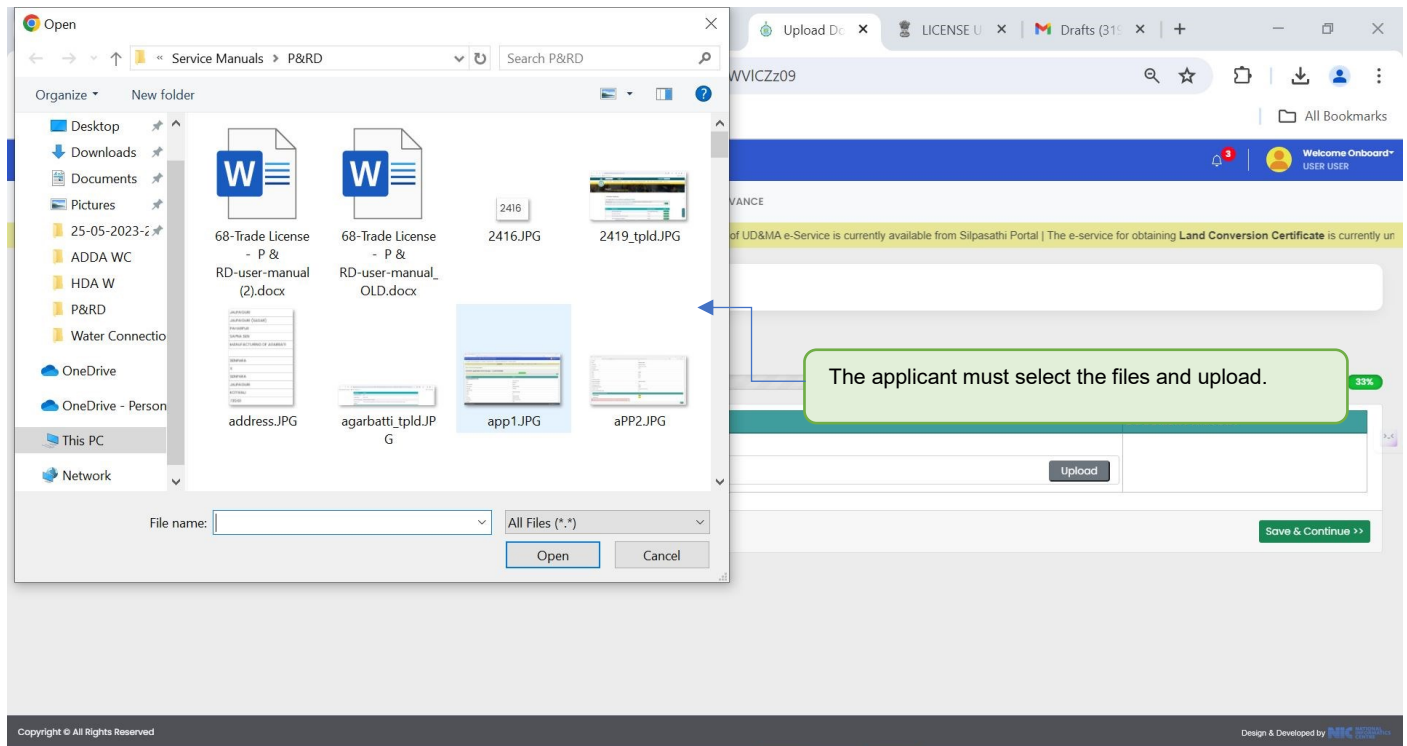 Open
Upload Do
LICENSE U
Drafts (319
« Service Manuals > P&RD
Search P&RD
WVlCZz09
Organize
New folder
All Bookmarks
Desktop
Downloads
Documents
Pictures
25-05-2023-2
ADDA WC
HDA W
P&RD
Water Connectio
OneDrive
OneDrive - Person
This PC
Network
68-Trade License
- P &
RD-user-manual
(2).docx
68-Trade License
- P &
RD-user-manual_
OLD.docx
2416
2416.JPG
2419_tpld.JPG
address.JPG
agarbatti_tpld.JP
G
app1.JPG
aPP2.JPG
File name:
All Files (*.*)
Open
Cancel
3
Welcome Onboard
USER USER
VANCE
of UD&MA e-Service is currently available from Silpasathi Portal | The e-service for obtaining Land Conversion Certificate is currently un
The applicant must select the files and upload.
33%
Upload
Save & Continue >>
Copyright © All Rights Reserved
Design & Developed by NIC